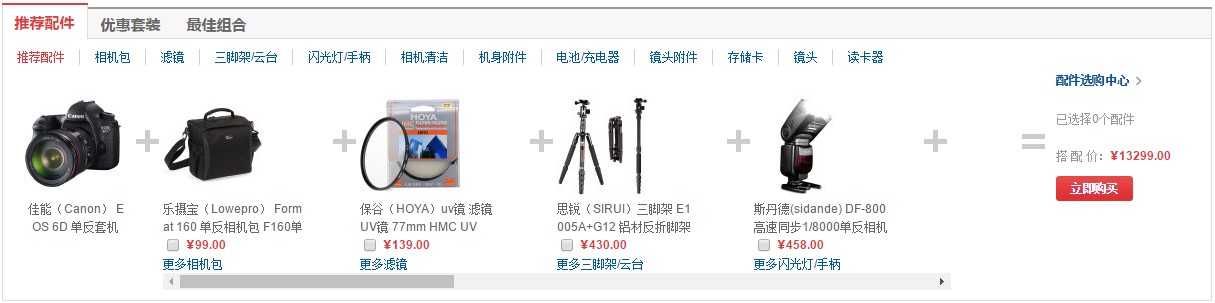 推荐配件 优惠套装 最佳组合
推荐配件 相机包 滤镜 三脚架/云台 闪光灯/手柄 相机清洁 机身附件 电池/充电器 镜头附件 存储卡 镜头 读卡器
配件选购中心 >
已选择0个配件
搭 配 价： ¥13299.00
立即购买
Canon
佳能（Canon） E
OS 6D 单反套机
乐摄宝（Lowepro） Form
at 160 单反相机包 F160单
¥99.00
更多相机包
HOYA
77
保谷（HOYA）uv镜 滤镜
UV镜 77mm HMC UV
¥139.00
更多滤镜
思锐（SIRUI）三脚架 E1
005A+G12 铝材反折脚架
¥430.00
更多三脚架/云台
斯丹德(sidande) DF-800
高速同步1/8000单反相机
¥458.00
更多闪光灯/手柄